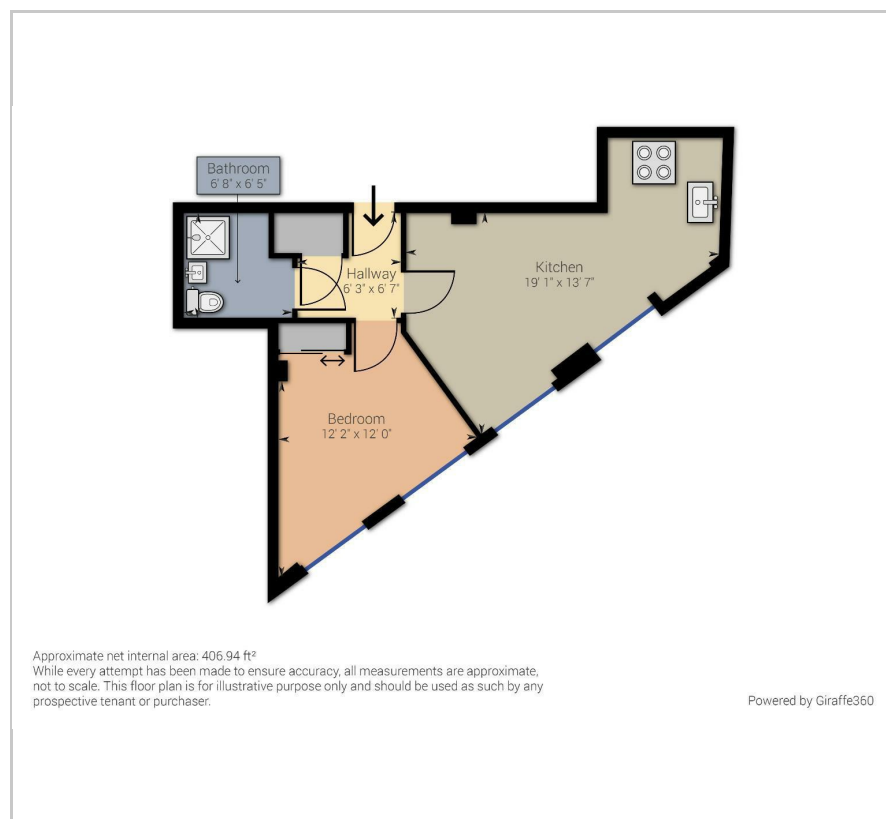 Bathroom
6' 8" x 6' 5"
Hallway
6' 3" x 6' 7"
Kitchen
19' 1" x 13' 7"
Bedroom
12' 2" x 12' 0"
Approximate net internal area: 406.94 ft²
While every attempt has been made to ensure accuracy, all measurements are approximate,
not to scale. This floor plan is for illustrative purpose only and should be used as such by any
prospective tenant or purchaser.
Powered by Giraffe360